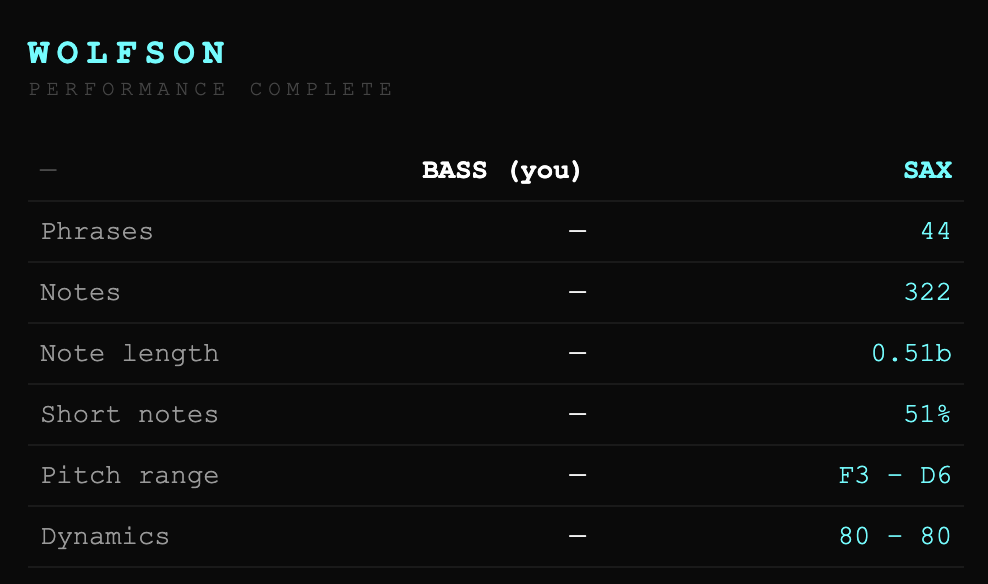 WOLFSON
PERFORMANCE COMPLETE
— BASS (you) SAX
Phrases — 44
Notes — 322
Note length — 0.51b
Short notes — 51%
Pitch range — F3 – D6
Dynamics — 80 – 80